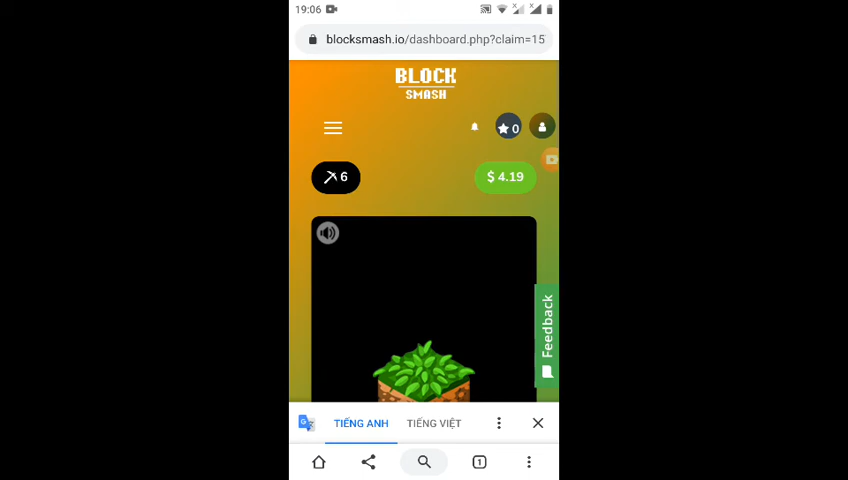 19:06
blocksmash.io/dashboard.php?claim=15
BLOCK
SMASH
0
6
$ 4.19
Feedback
TIẾNG ANH
TIẾNG VIỆT
1